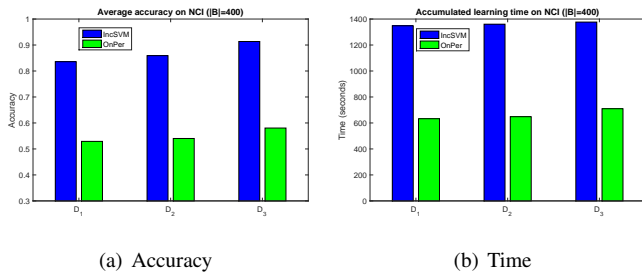 Average accuracy on NCI (|B|=400)
IncSVM
OnPer
Accuracy
1
0.9
0.8
0.7
0.6
0.5
0.4
0.3
D1
D2
D3
(a) Accuracy
Accumulated learning time on NCI (|B|=400)
IncSVM
OnPer
Time (seconds)
1400
1200
1000
800
600
400
200
0
D1
D2
D3
(b) Time